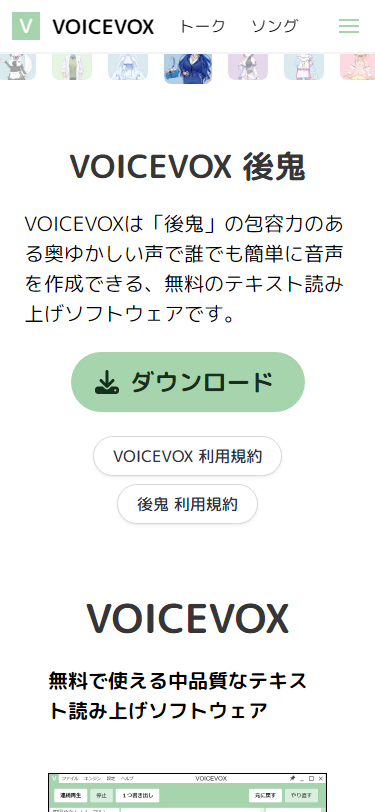 V VOICEVOX トーク ソング
VOICEVOX 後鬼
VOICEVOXは「後鬼」の包容力のあ
る奥ゆかしい声で誰でも簡単に音声
を作成できる、無料のテキスト読み
上げソフトウェアです。
ダウンロード
VOICEVOX 利用規約
後鬼 利用規約
VOICEVOX
無料で使える中品質なテキス
ト読み上げソフトウェア
V ファイル エンジン 設定 ヘルプ VOICEVOX
連続再生 停止 1つ書き出し 元に戻す やり直す